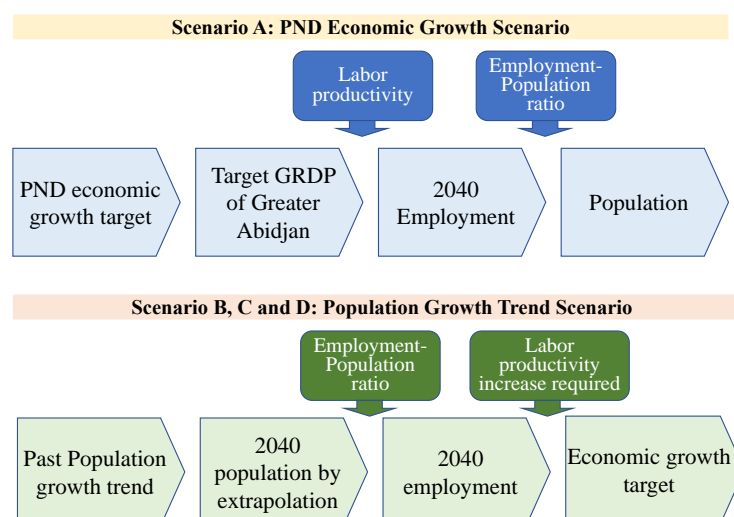 Scenario A: PND Economic Growth Scenario
Labor
productivity
Employment-
Population
ratio
PND economic
growth target
Target GRDP
of Greater
Abidjan
2040
Employment
Population
Scenario B, C and D: Population Growth Trend Scenario
Employment-
Population
ratio
Labor
productivity
increase required
Past Population
growth trend
2040
population by
extrapolation
2040
employment
Economic growth
target